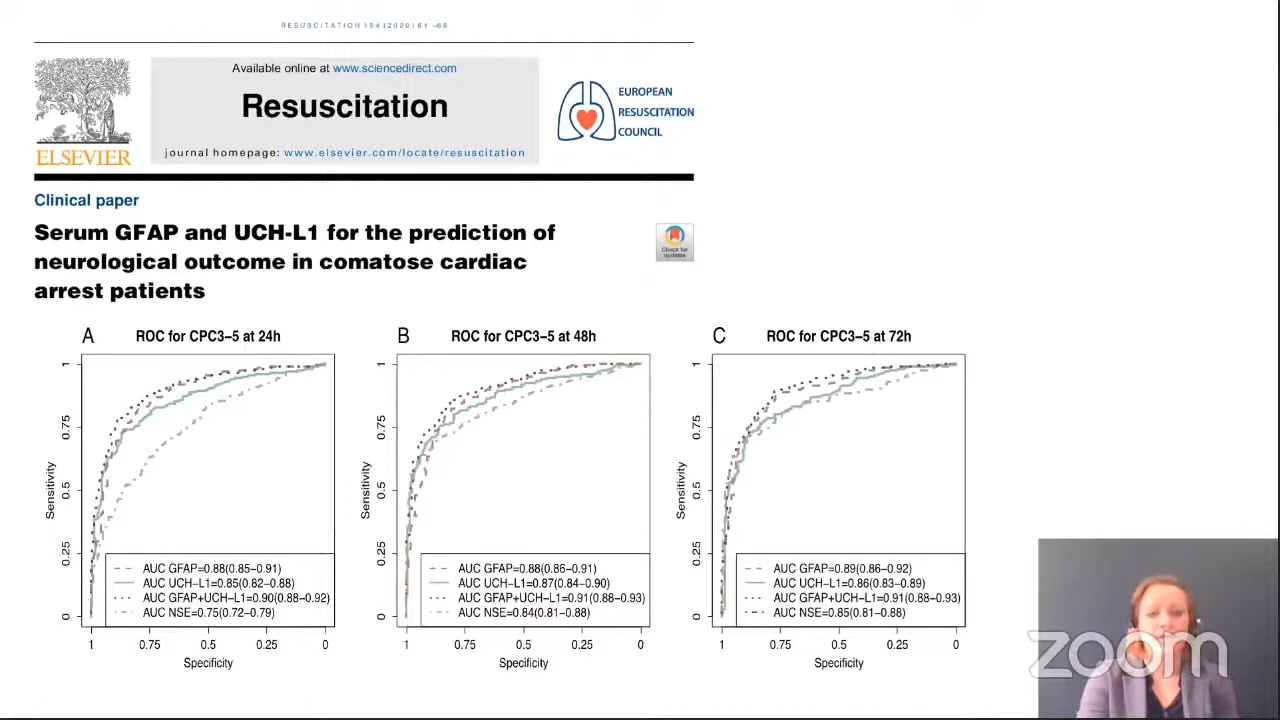 RESUSCITATION 154 (2020) 61–68
Available online at www.sciencedirect.com
Resuscitation
journal homepage: www.elsevier.com/locate/resuscitation
ELSEVIER
EUROPEAN
RESUSCITATION
COUNCIL
Clinical paper
Serum GFAP and UCH-L1 for the prediction of
neurological outcome in comatose cardiac
arrest patients
Check for
updates
A ROC for CPC3–5 at 24h
Sensitivity
1
0.75
0.5
0.25
0
AUC GFAP=0.88(0.85–0.91)
AUC UCH–L1=0.85(0.82–0.88)
AUC GFAP+UCH–L1=0.90(0.88–0.92)
AUC NSE=0.75(0.72–0.79)
1 0.75 0.5 0.25 0
Specificity
B ROC for CPC3–5 at 48h
Sensitivity
1
0.75
0.5
0.25
0
AUC GFAP=0.88(0.86–0.91)
AUC UCH–L1=0.87(0.84–0.90)
AUC GFAP+UCH–L1=0.91(0.88–0.93)
AUC NSE=0.84(0.81–0.88)
1 0.75 0.5 0.25 0
Specificity
C ROC for CPC3–5 at 72h
Sensitivity
1
0.75
0.5
0.25
0
AUC GFAP=0.89(0.86–0.92)
AUC UCH–L1=0.86(0.83–0.89)
AUC GFAP+UCH–L1=0.91(0.88–0.93)
AUC NSE=0.85(0.81–0.88)
1 0.75 0.5 0.25 0
Specificity
zoom